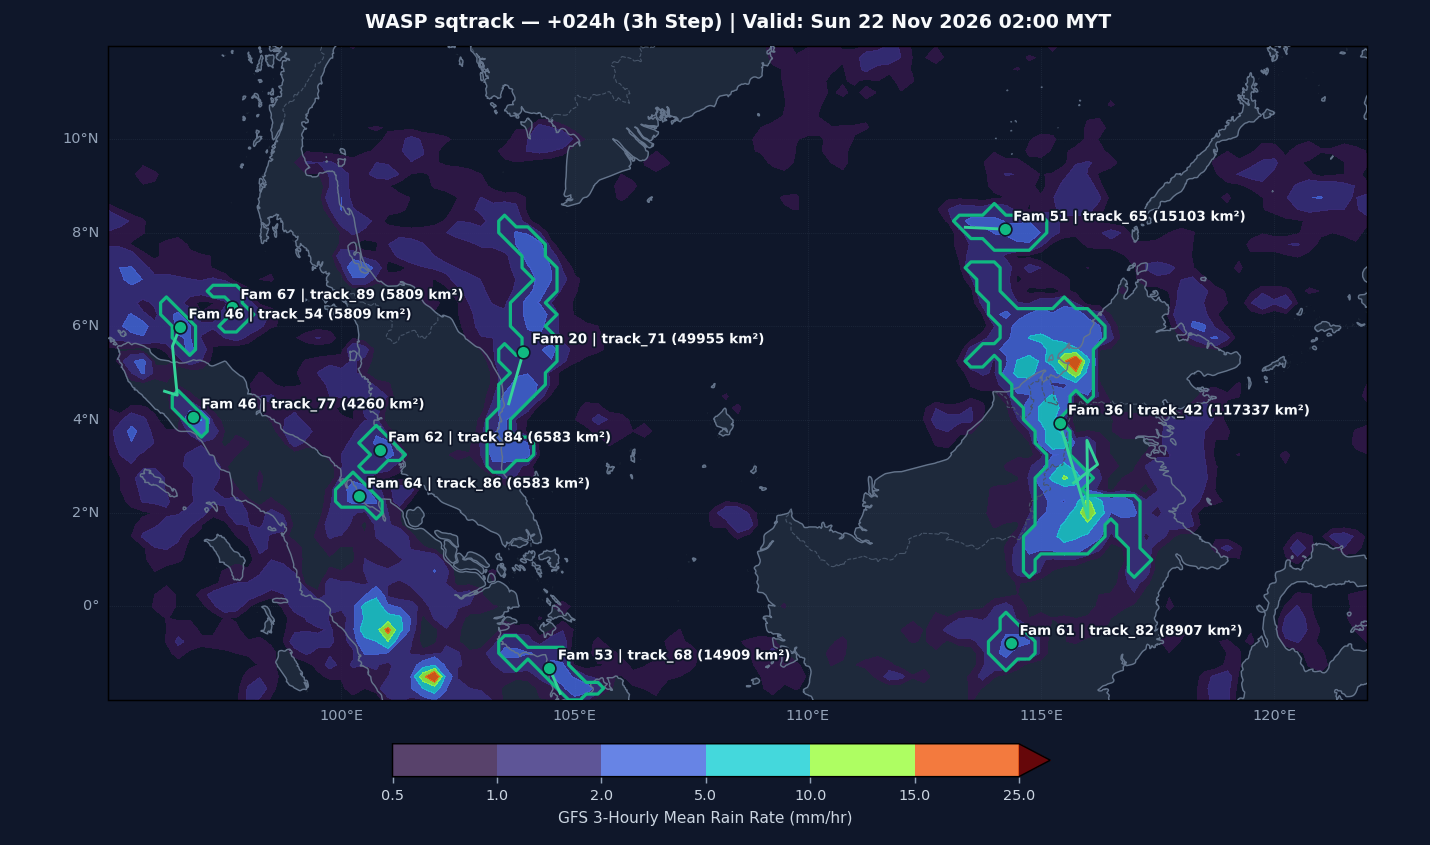 WASP sqtrack — +024h (3h Step) | Valid: Sun 22 Nov 2026 02:00 MYT
10°N
8°N
6°N
4°N
2°N
0°
Fam 51 | track_65 (15103 km²)
Fam 67 | track_89 (5809 km²)
Fam 46 | track_54 (5809 km²)
Fam 20 | track_71 (49955 km²)
Fam 46 | track_77 (4260 km²)
Fam 36 | track_42 (117337 km²)
Fam 62 | track_84 (6583 km²)
Fam 64 | track_86 (6583 km²)
Fam 61 | track_82 (8907 km²)
Fam 53 | track_68 (14909 km²)
100°E 105°E 110°E 115°E 120°E
0.5 1.0 2.0 5.0 10.0 15.0 25.0
GFS 3-Hourly Mean Rain Rate (mm/hr)